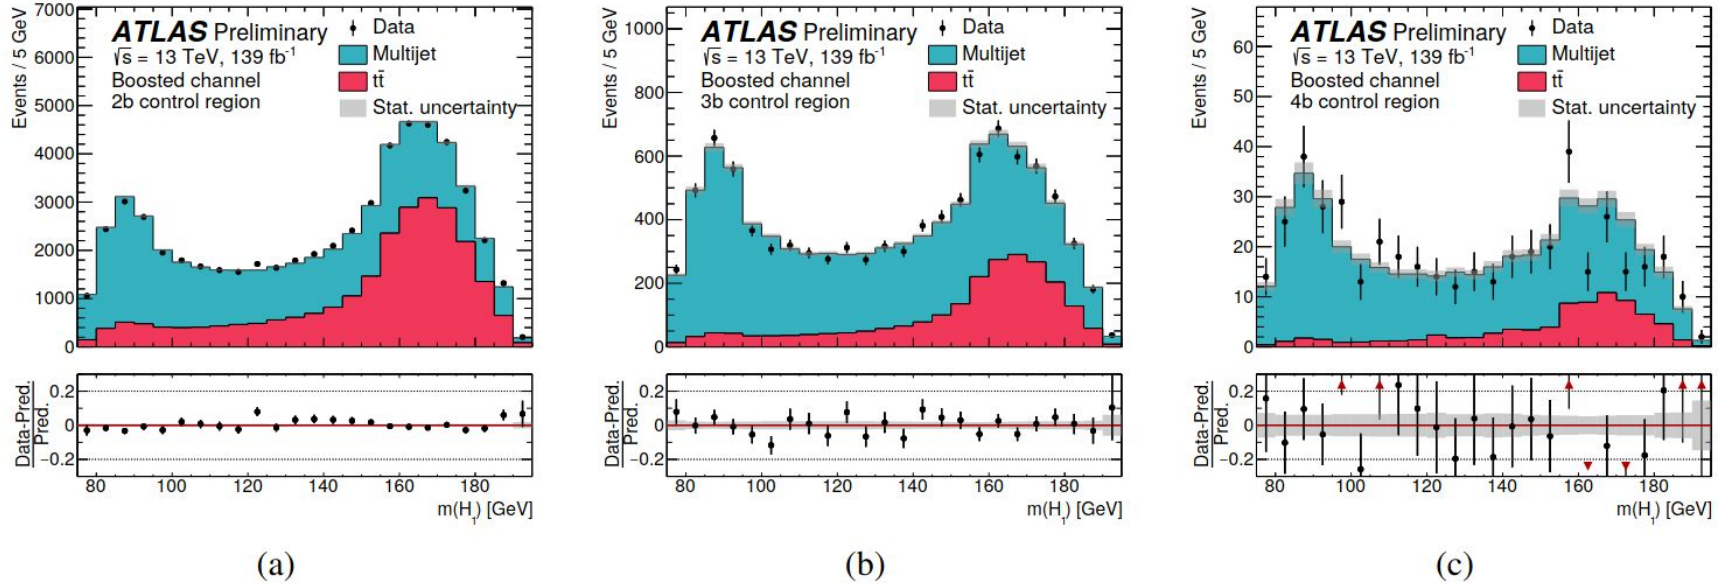 ATLAS Preliminary
√s = 13 TeV, 139 fb⁻¹
Boosted channel
2b control region
Data
Multijet
tt̄
Stat. uncertainty
Events / 5 GeV
7000
6000
5000
4000
3000
2000
1000
0
Data-Pred.
Pred.
0.2
0
−0.2
80 100 120 140 160 180
m(H₁) [GeV]
(a)
ATLAS Preliminary
√s = 13 TeV, 139 fb⁻¹
Boosted channel
3b control region
Data
Multijet
tt̄
Stat. uncertainty
Events / 5 GeV
1000
800
600
400
200
0
Data-Pred.
Pred.
0.2
0
−0.2
80 100 120 140 160 180
m(H₁) [GeV]
(b)
ATLAS Preliminary
√s = 13 TeV, 139 fb⁻¹
Boosted channel
4b control region
Data
Multijet
tt̄
Stat. uncertainty
Events / 5 GeV
60
50
40
30
20
10
0
Data-Pred.
Pred.
0.2
0
−0.2
80 100 120 140 160 180
m(H₁) [GeV]
(c)